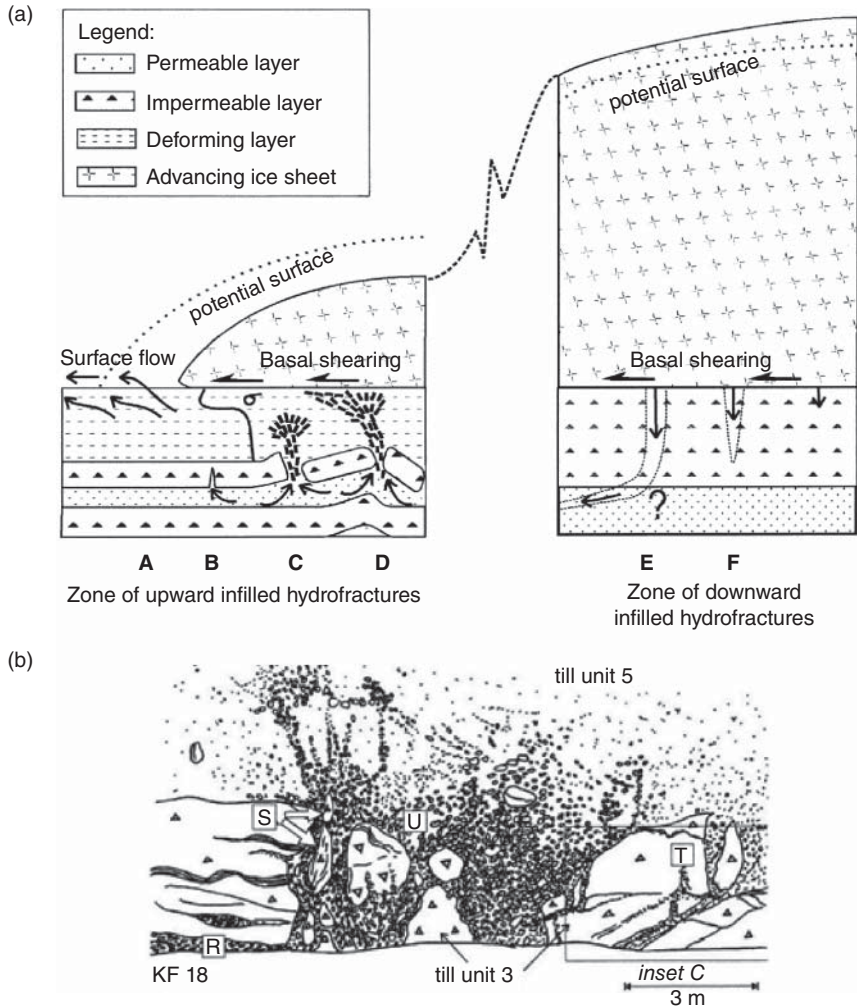 (a)
Legend:
Permeable layer
Impermeable layer
Deforming layer
Advancing ice sheet
potential surface
potential surface
Surface flow
Basal shearing
Basal shearing
?
A B C D E F
Zone of upward infilled hydrofractures
Zone of downward
infilled hydrofractures
(b)
till unit 5
S
U
T
R
KF 18
till unit 3
inset C
3 m